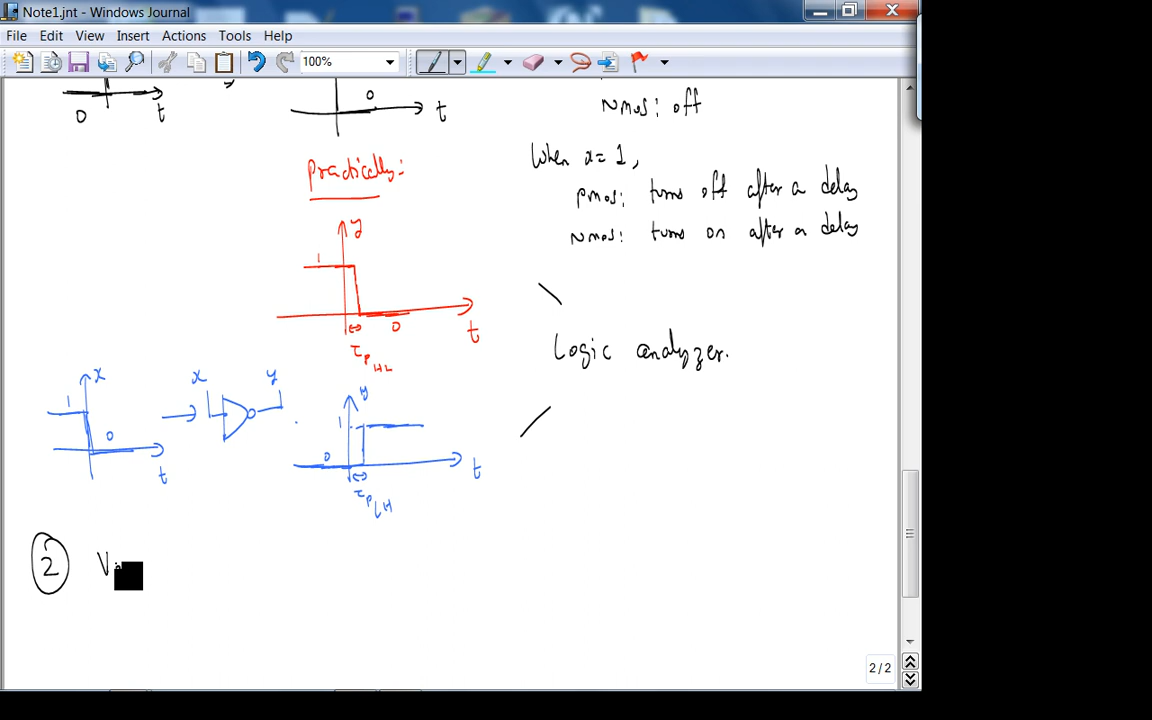 Note1.jnt - Windows Journal
File Edit View Insert Actions Tools Help
100%
0 t
0 t
Nmos: off
When x=1,
Pmos: turns off after a delay
Nmos: turns on after a delay
Practically:
y
1
0 t
τPHL
Logic analyzer.
x
1
0
t
x y
y
1
0
t
τPLH
2
2/2